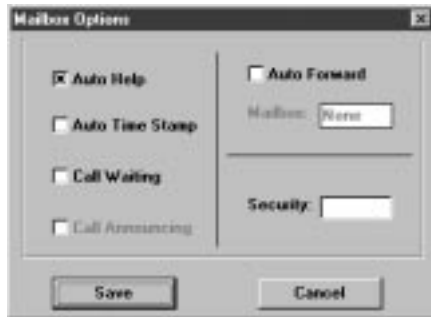 Mailbox Options
Auto Help
Auto Time Stamp
Call Waiting
Call Announcing
Auto Forward
Mailbox: None
Security:
Save
Cancel